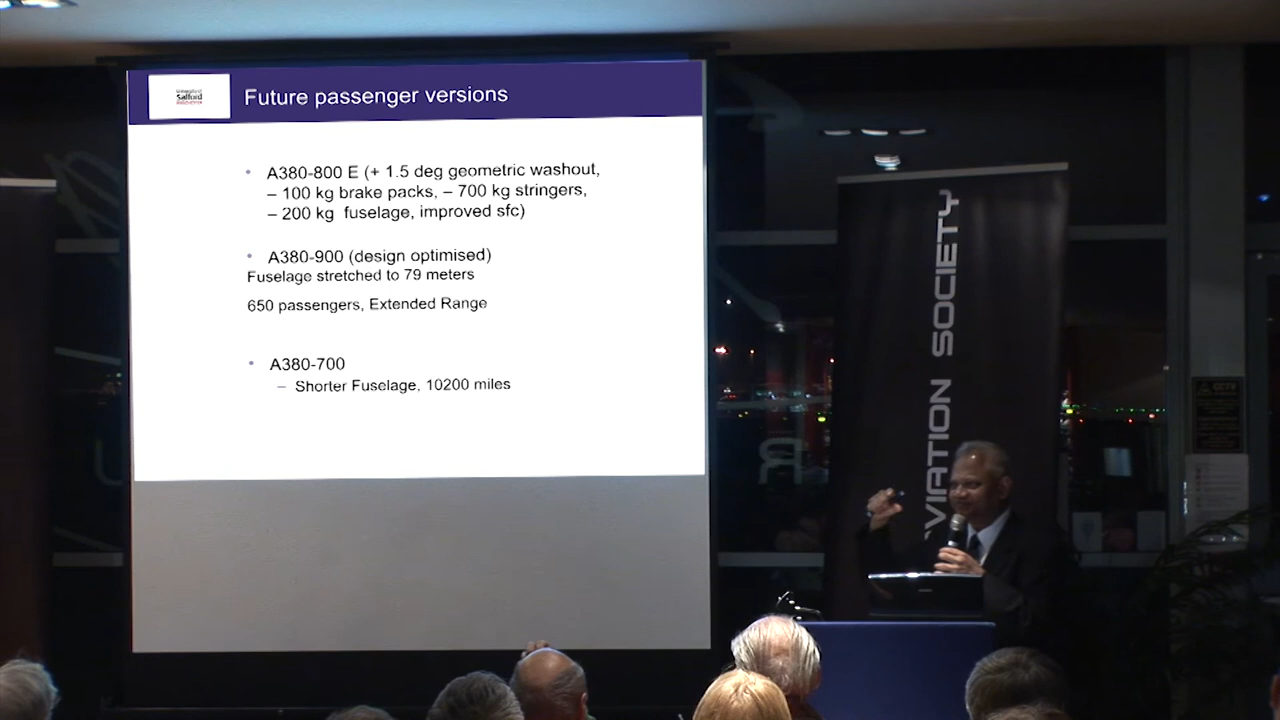 Salford
Future passenger versions
• A380-800 E (+ 1.5 deg geometric washout,
– 100 kg brake packs, – 700 kg stringers,
– 200 kg fuselage, improved sfc)
• A380-900 (design optimised)
Fuselage stretched to 79 meters
650 passengers, Extended Range
• A380-700
– Shorter Fuselage, 10200 miles
VIATION SOCIETY
CCTV